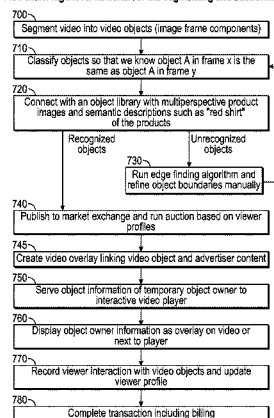 700
Segment video into video objects (image frame components)
710
Classify objects so that we know object A in frame x is the
same as object A in frame y
720
Connect with an object library with multiperspective product
images and semantic descriptions such as "red shirt"
of the products
Recognized
objects
Unrecognized
objects
730
Run edge finding algorithm and
refine object boundaries manually
740
Publish to market exchange and run auction based on viewer
profiles
745
Create video overlay linking video object and advertiser content
750
Serve object information of temporary object owner to
interactive video player
760
Display object owner information as overlay on video or
next to player
770
Record viewer interaction with video objects and update
viewer profile
780
Complete transaction including billing